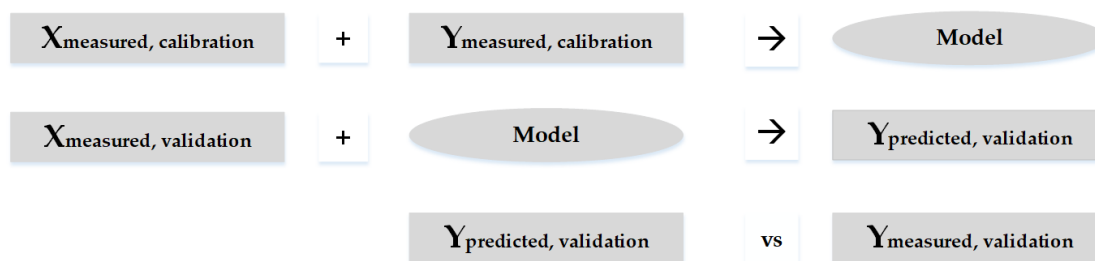 Xmeasured, calibration + Ymeasured, calibration → Model
Xmeasured, validation + Model → Ypredicted, validation
Ypredicted, validation vs Ymeasured, validation